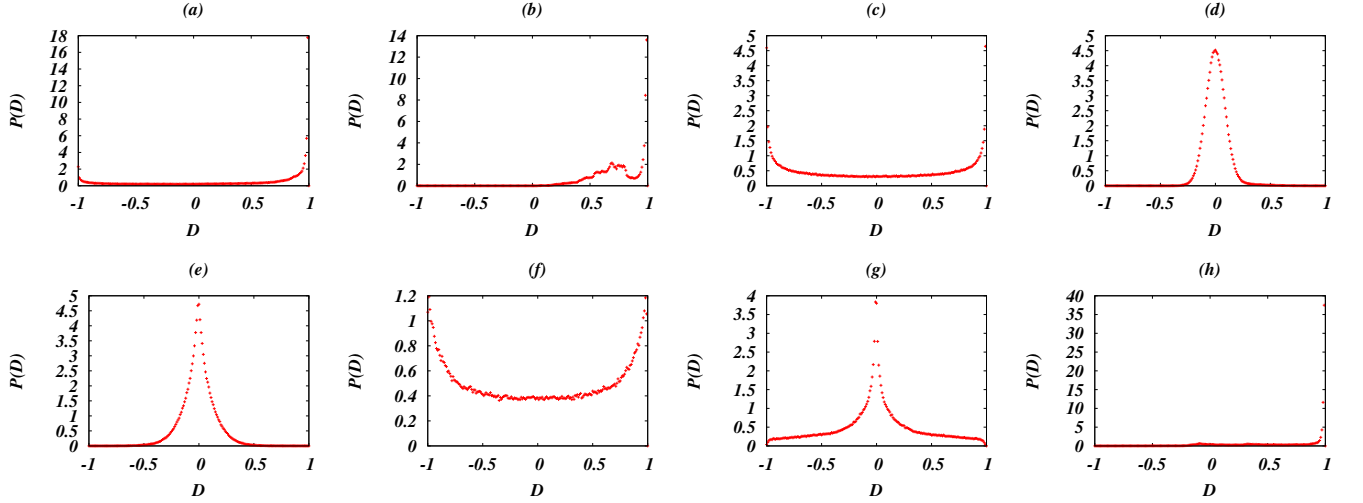 (a) (b) (c) (d)
P(D) 18 16 14 12 10 8 6 4 2 0
-1 -0.5 0 0.5 1
D
P(D) 14 12 10 8 6 4 2 0
-1 -0.5 0 0.5 1
D
P(D) 5 4.5 4 3.5 3 2.5 2 1.5 1 0.5 0
-1 -0.5 0 0.5 1
D
P(D) 5 4.5 4 3.5 3 2.5 2 1.5 1 0.5 0
-1 -0.5 0 0.5 1
D
(e) (f) (g) (h)
P(D) 5 4.5 4 3.5 3 2.5 2 1.5 1 0.5 0
-1 -0.5 0 0.5 1
D
P(D) 1.2 1 0.8 0.6 0.4 0.2 0
-1 -0.5 0 0.5 1
D
P(D) 4 3.5 3 2.5 2 1.5 1 0.5 0
-1 -0.5 0 0.5 1
D
P(D) 40 35 30 25 20 15 10 5 0
-1 -0.5 0 0.5 1
D